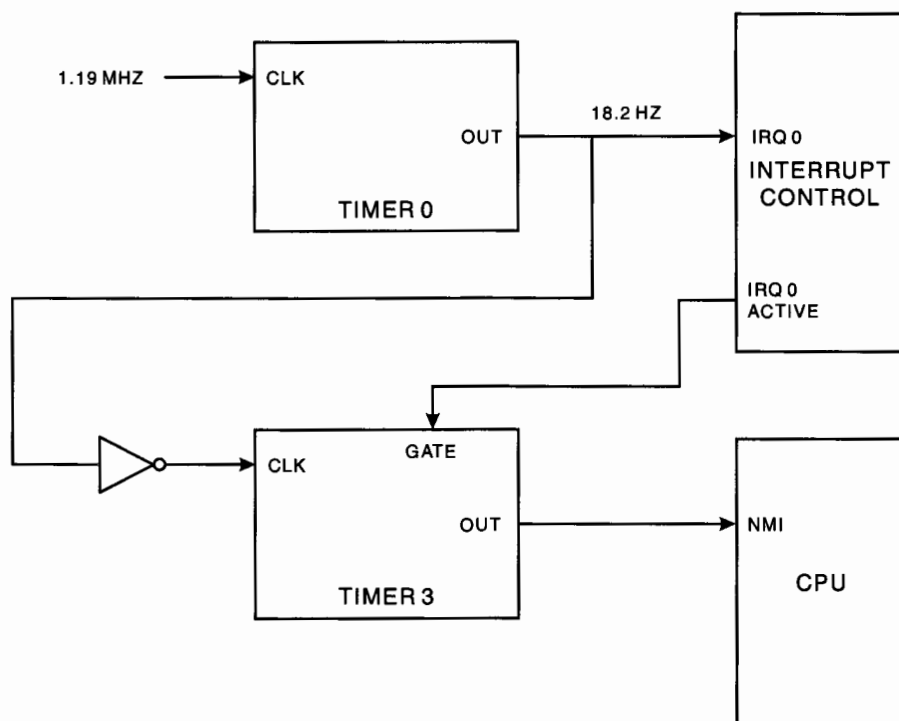 1.19 MHZ
CLK
OUT
TIMER 0
18.2 HZ
IRQ 0
INTERRUPT
CONTROL
IRQ 0
ACTIVE
GATE
CLK
OUT
TIMER 3
NMI
CPU